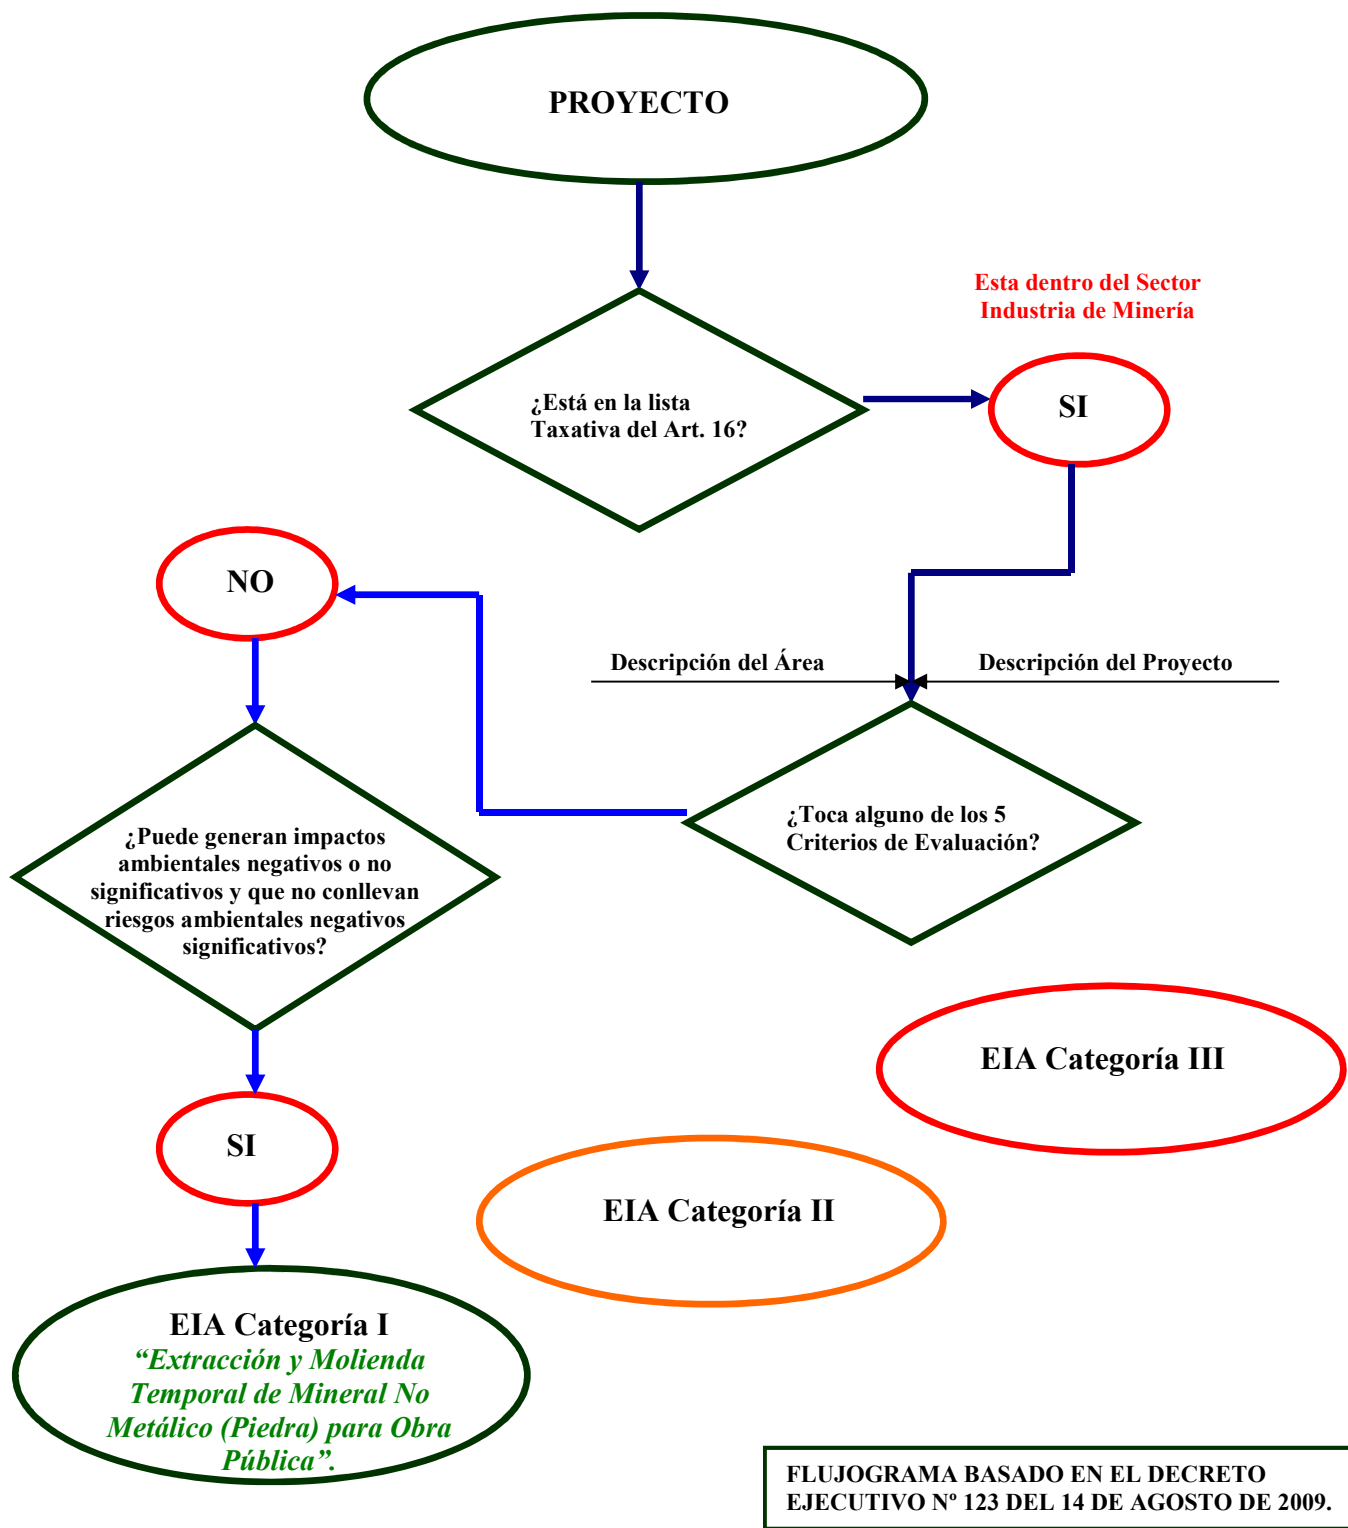 PROYECTO
Esta dentro del Sector
Industria de Minería
¿Está en la lista
Taxativa del Art. 16?
SI
NO
Descripción del Área
Descripción del Proyecto
¿Toca alguno de los 5
Criterios de Evaluación?
¿Puede generan impactos
ambientales negativos o no
significativos y que no conllevan
riesgos ambientales negativos
significativos?
EIA Categoría III
SI
EIA Categoría II
EIA Categoría I
“Extracción y Molienda
Temporal de Mineral No
Metálico (Piedra) para Obra
Pública”.
FLUJOGRAMA BASADO EN EL DECRETO
EJECUTIVO Nº 123 DEL 14 DE AGOSTO DE 2009.